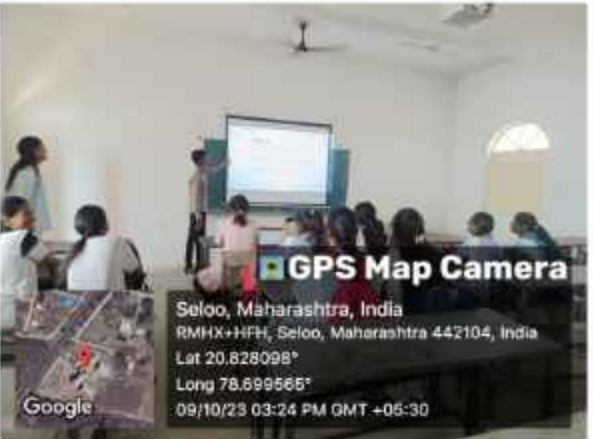 GPS Map Camera
Seloo, Maharashtra, India
RMHX+HFH, Seloo, Maharashtra 442104, India
Lat 20.828098°
Long 78.699565°
09/10/23 03:24 PM GMT +05:30
Google